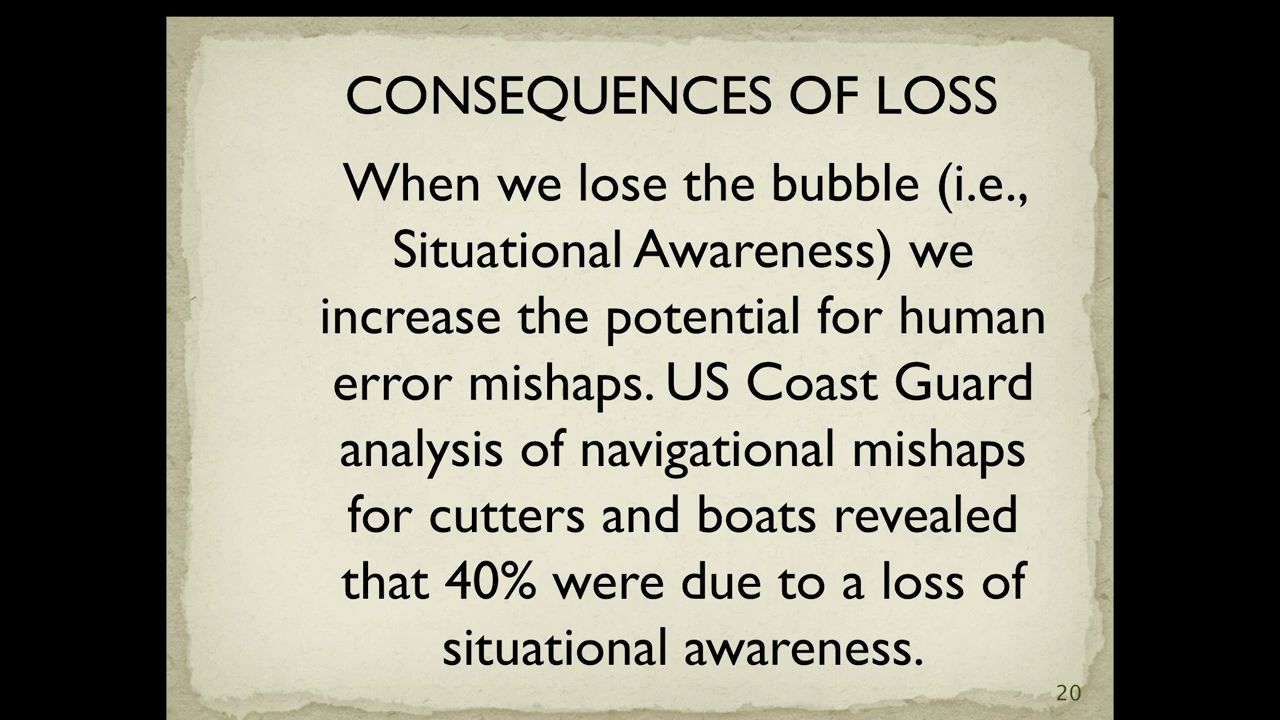 CONSEQUENCES OF LOSS
When we lose the bubble (i.e.,
Situational Awareness) we
increase the potential for human
error mishaps. US Coast Guard
analysis of navigational mishaps
for cutters and boats revealed
that 40% were due to a loss of
situational awareness.
20